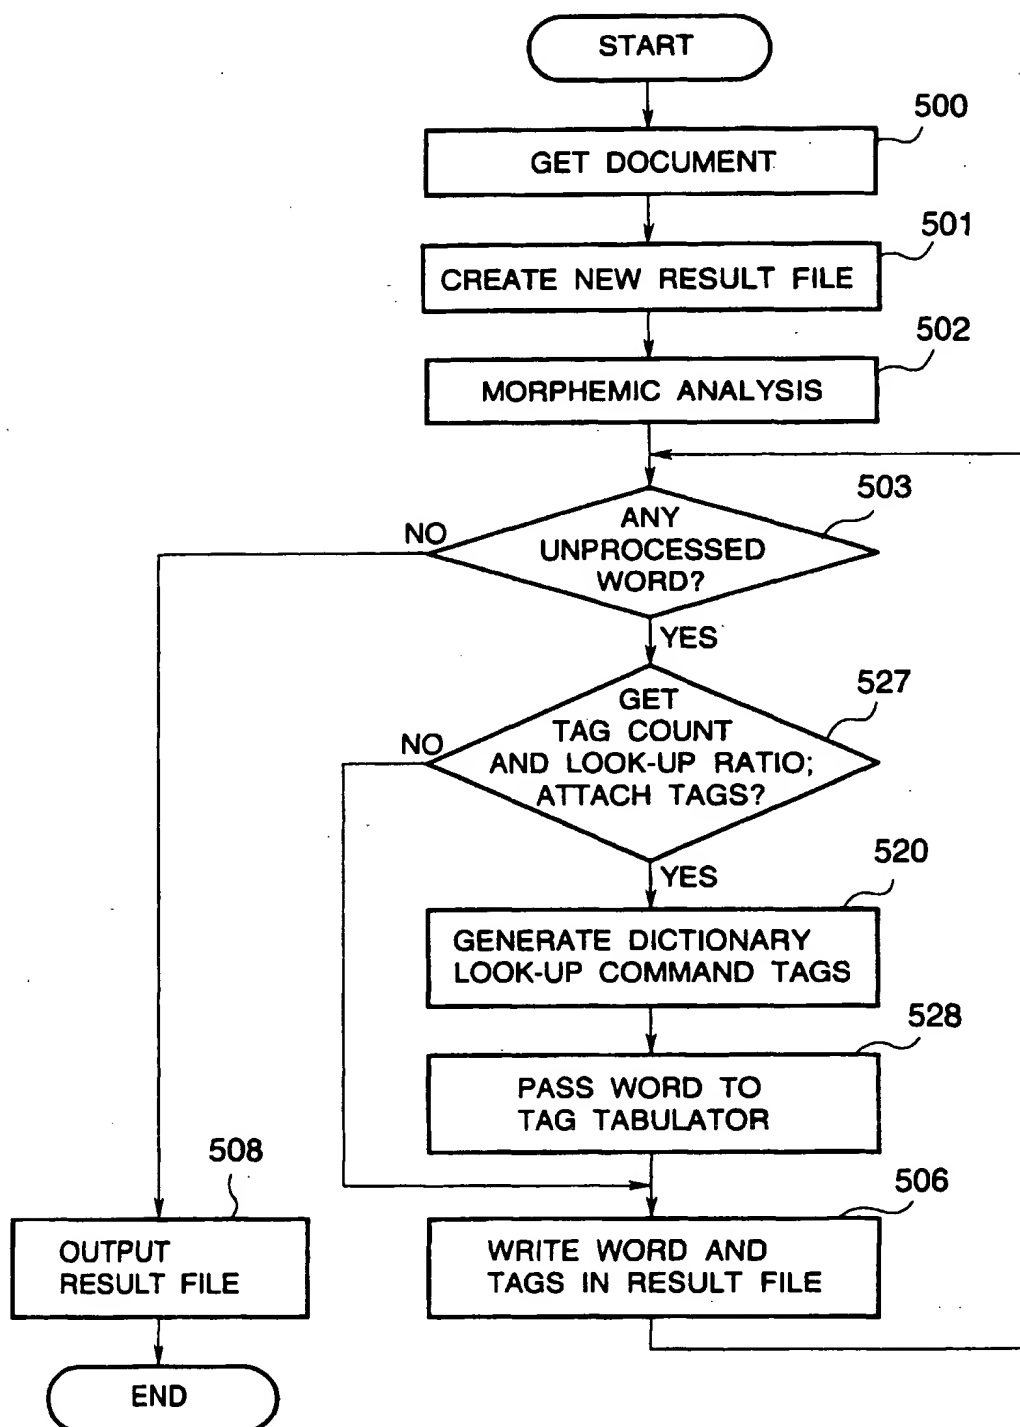 START
500
GET DOCUMENT
501
CREATE NEW RESULT FILE
502
MORPHEMIC ANALYSIS
503
NO
ANY
UNPROCESSED
WORD?
YES
527
NO
GET
TAG COUNT
AND LOOK-UP RATIO;
ATTACH TAGS?
YES
520
GENERATE DICTIONARY
LOOK-UP COMMAND TAGS
528
PASS WORD TO
TAG TABULATOR
508
506
OUTPUT
RESULT FILE
WRITE WORD AND
TAGS IN RESULT FILE
END